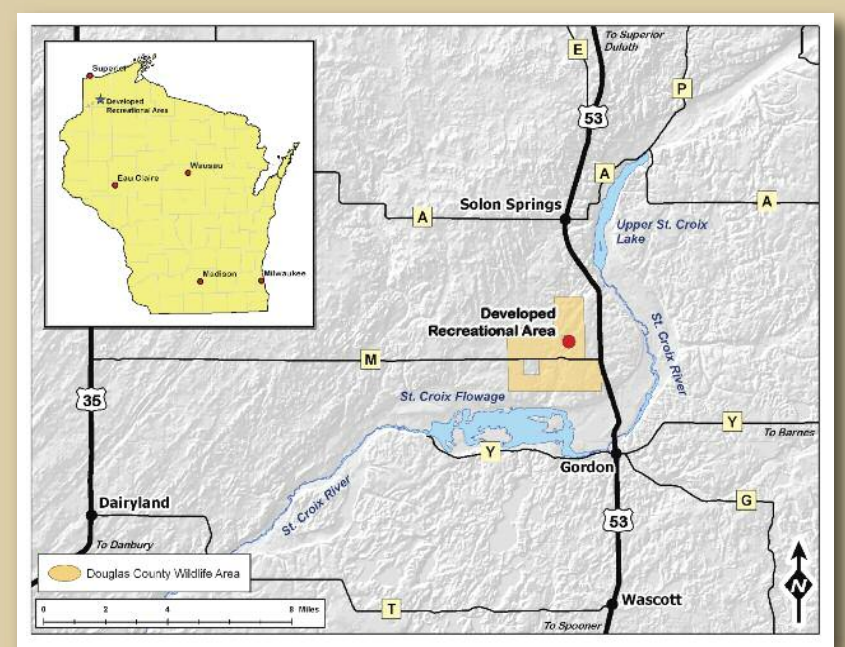 To Superior
Duluth
E
P
53
Superior
Developed
Recreational Area
Wausau
Eau Claire
Madison
Milwaukee
A
A
A
Solon Springs
Upper St. Croix
Lake
Developed
Recreational Area
St. Croix River
M
St. Croix Flowage
35
Y
To Barnes
Y
Gordon
St. Croix River
G
Dairyland
53
To Danbury
Douglas County Wildlife Area
Wascott
T
0 2 4 8 Miles
To Spooner
N